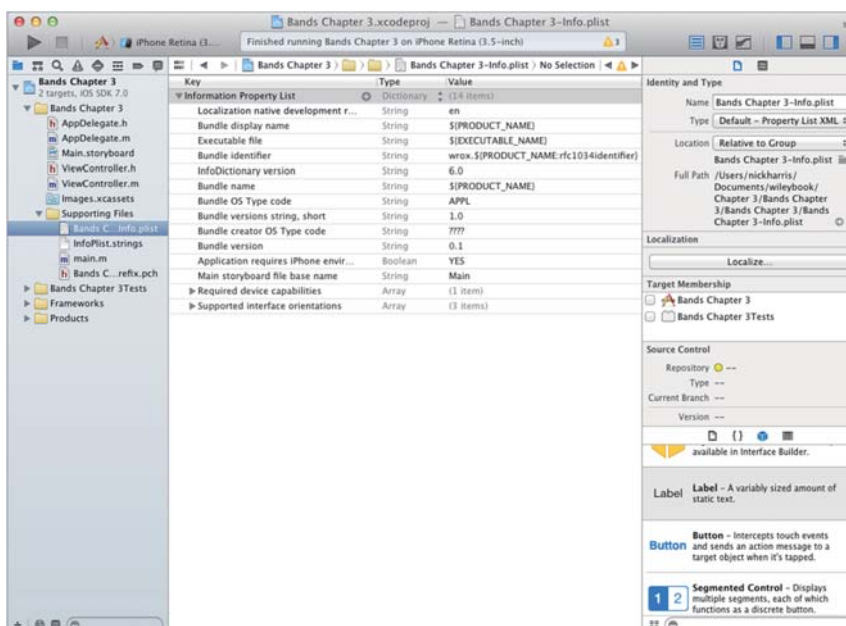 Bands Chapter 3.xcodeproj — Bands Chapter 3-Info.plist
iPhone Retina (3...
Finished running Bands Chapter 3 on iPhone Retina (3.5-inch)
3
Bands Chapter 3
Bands Chapter 3-Info.plist
No Selection
Bands Chapter 3
2 targets, iOS SDK 7.0
Bands Chapter 3
AppDelegate.h
AppDelegate.m
Main.storyboard
ViewController.h
ViewController.m
Images.xcassets
Supporting Files
Bands C...Info.plist
InfoPlist.strings
main.m
Bands C...refix.pch
Bands Chapter 3Tests
Frameworks
Products
Key Type Value
Information Property List Dictionary (14 items)
Localization native development r... String en
Bundle display name String ${PRODUCT_NAME}
Executable file String ${EXECUTABLE_NAME}
Bundle identifier String wrox.${PRODUCT_NAME:rfc1034identifier}
InfoDictionary version String 6.0
Bundle name String ${PRODUCT_NAME}
Bundle OS Type code String APPL
Bundle versions string, short String 1.0
Bundle creator OS Type code String ????
Bundle version String 0.1
Application requires iPhone envir... Boolean YES
Main storyboard file base name String Main
Required device capabilities Array (1 item)
Supported interface orientations Array (3 items)
Identity and Type
Name Bands Chapter 3-Info.plist
Type Default - Property List XML
Location Relative to Group
Bands Chapter 3-Info.plist
Full Path /Users/nickharris/
Documents/wileybook/
Chapter 3/Bands Chapter
3/Bands Chapter 3/Bands
Chapter 3-Info.plist
Localization
Localize...
Target Membership
Bands Chapter 3
Bands Chapter 3Tests
Source Control
Repository --
Type --
Current Branch --
Version --
{}
available in Interface Builder.
Label
Label - A variably sized amount of
static text.
Button
Button - Intercepts touch events
and sends an action message to a
target object when it's tapped.
1 2
Segmented Control - Displays
multiple segments, each of which
functions as a discrete button.